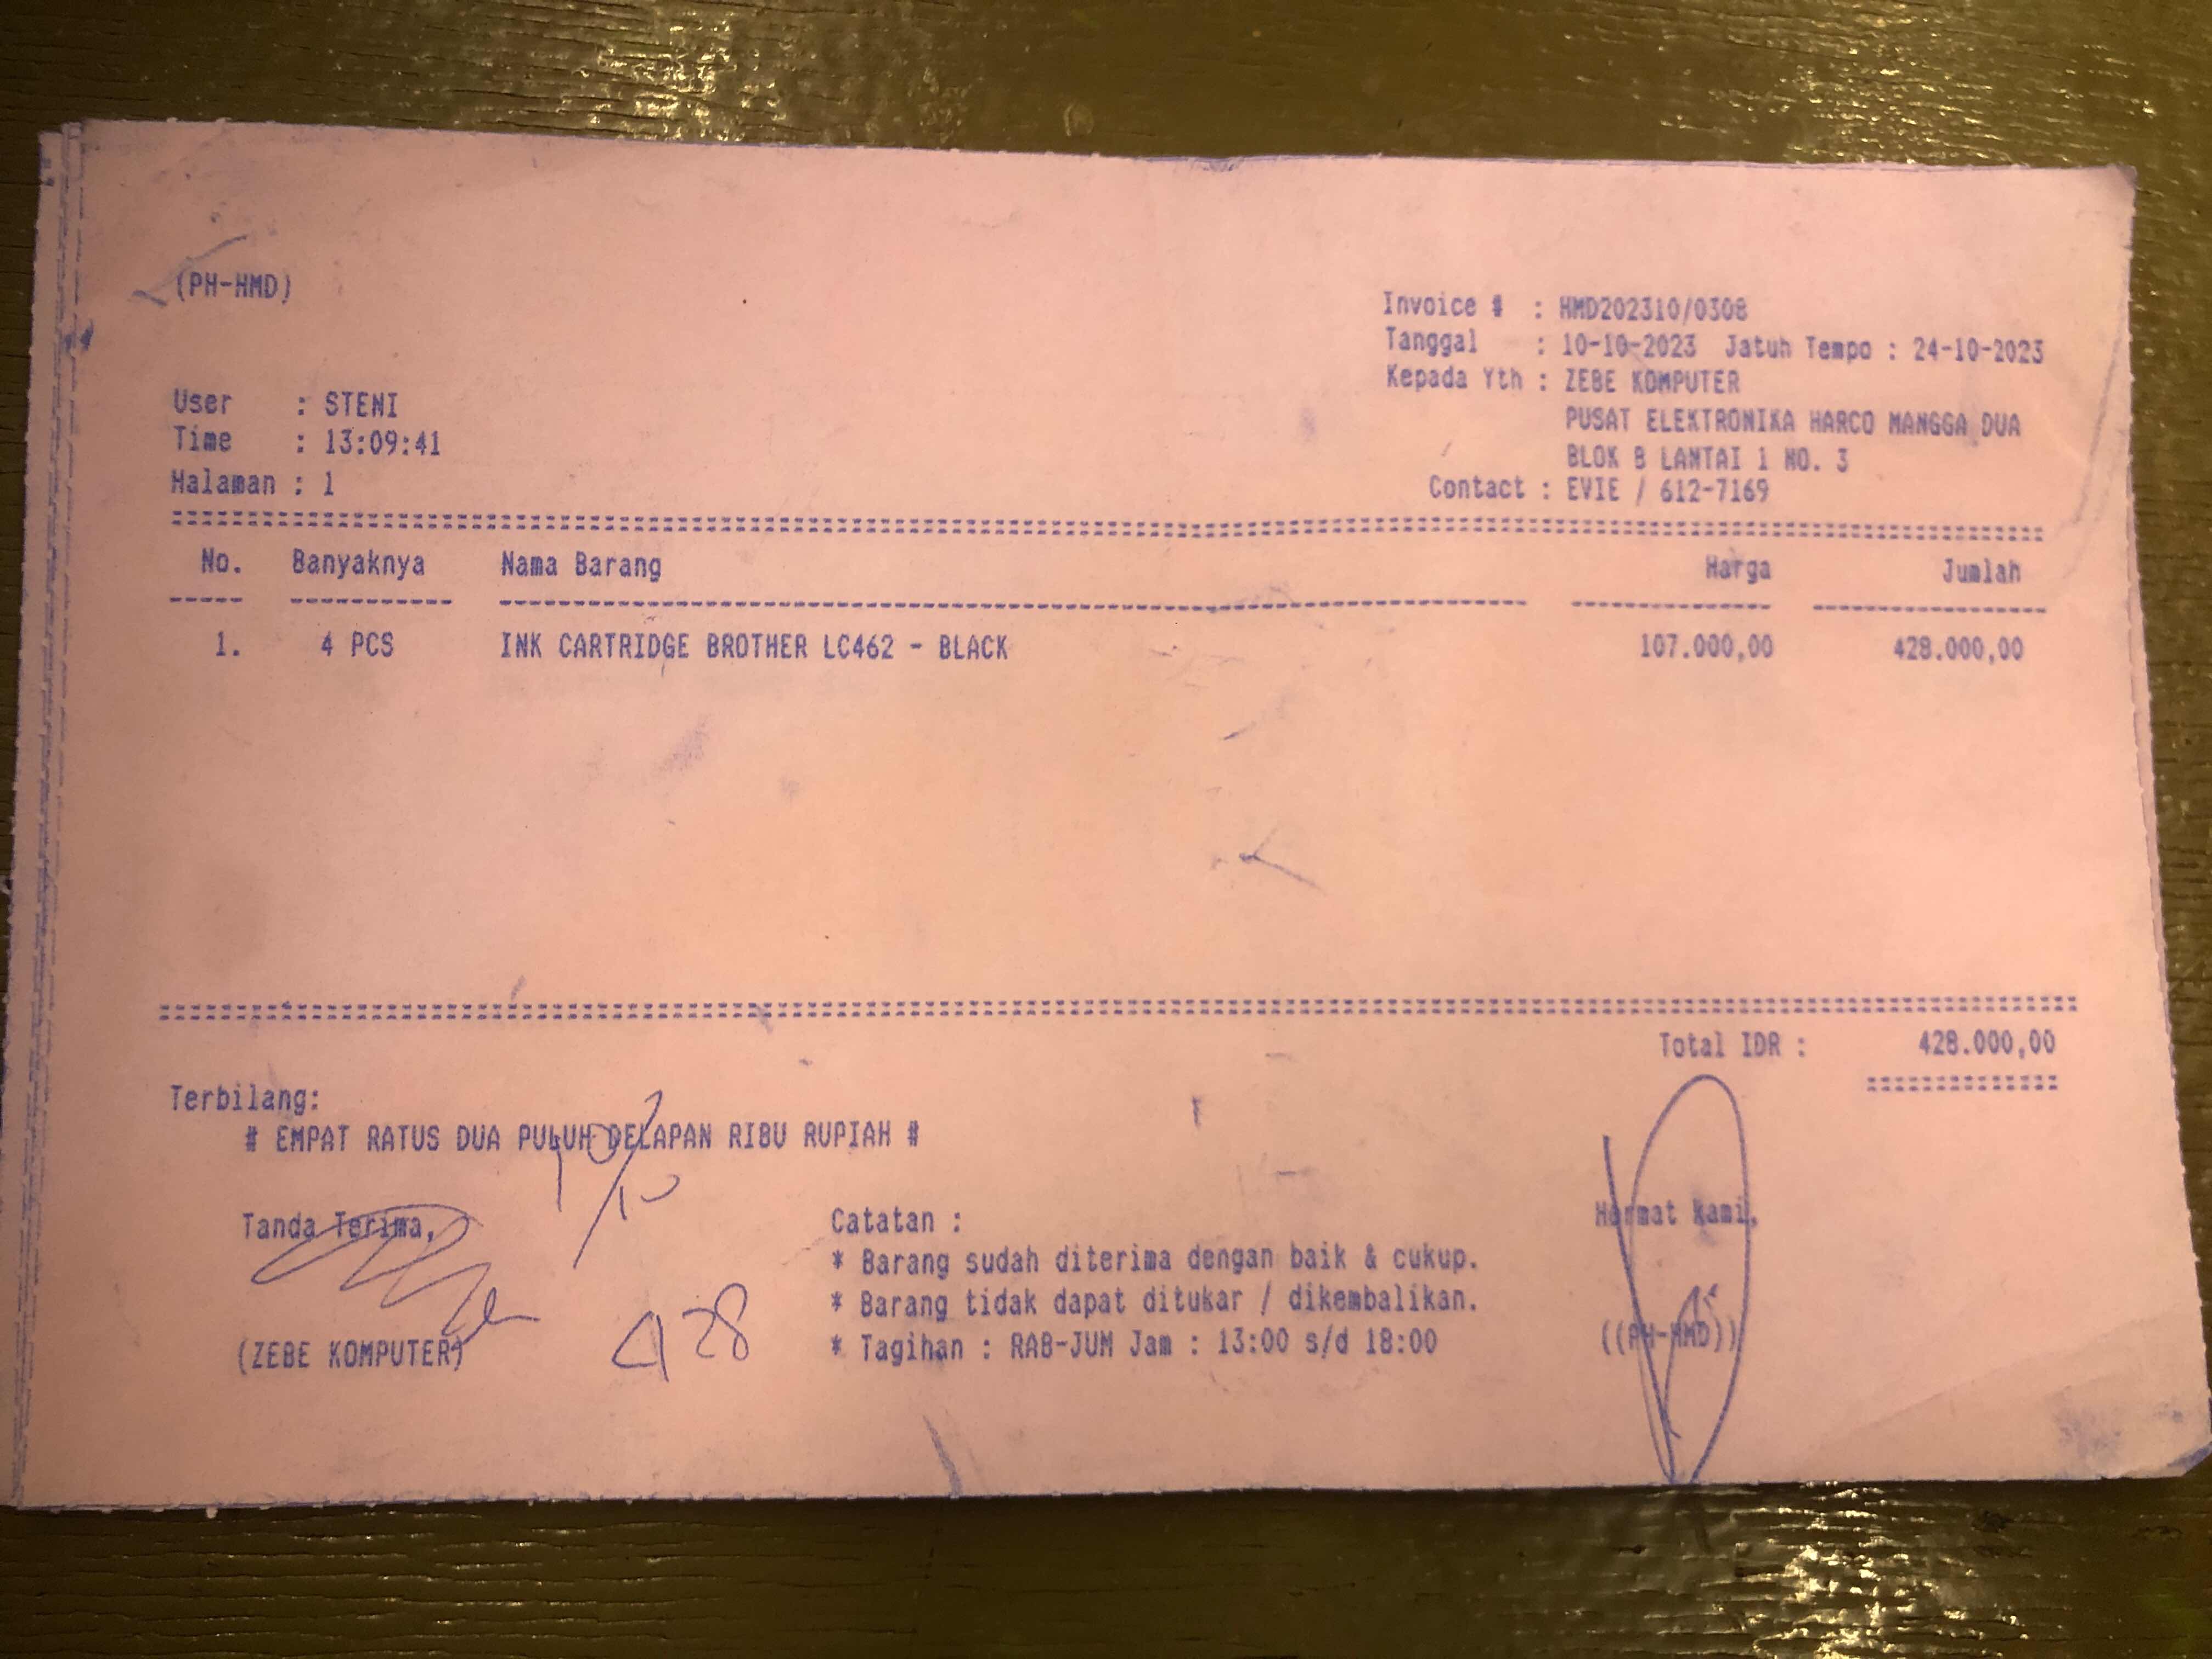 (PH-HMD)
Invoice # : HMD202310/0308
Tanggal : 10-10-2023 Jatuh Tempo : 24-10-2023
Kepada Yth : ZEBE KOMPUTER
PUSAT ELEKTRONIKA HARCO MANGGA DUA
BLOK B LANTAI 1 NO. 3
Contact : EVIE / 612-7169
User : STENI
Time : 13:09:41
Halaman : 1
No. Banyaknya Nama Barang Harga Jumlah
1. 4 PCS INK CARTRIDGE BROTHER LC462 - BLACK 107.000,00 428.000,00
Total IDR : 428.000,00
Terbilang:
# EMPAT RATUS DUA PULUH DELAPAN RIBU RUPIAH #
10/10
Tanda Terima,
(ZEBE KOMPUTER)
428
Catatan :
* Barang sudah diterima dengan baik & cukup.
* Barang tidak dapat ditukar / dikembalikan.
* Tagihan : RAB-JUM Jam : 13:00 s/d 18:00
Hormat Kami,
((PH-HMD))